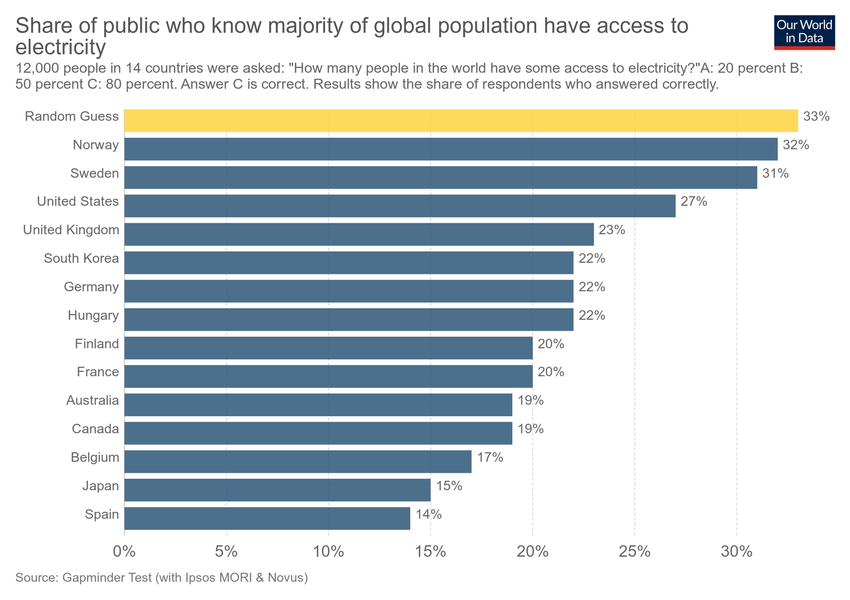 Share of public who know majority of global population have access to
electricity
Our World
in Data
12,000 people in 14 countries were asked: "How many people in the world have some access to electricity?"A: 20 percent B:
50 percent C: 80 percent. Answer C is correct. Results show the share of respondents who answered correctly.
Random Guess 33%
Norway 32%
Sweden 31%
United States 27%
United Kingdom 23%
South Korea 22%
Germany 22%
Hungary 22%
Finland 20%
France 20%
Australia 19%
Canada 19%
Belgium 17%
Japan 15%
Spain 14%
0% 5% 10% 15% 20% 25% 30%
Source: Gapminder Test (with Ipsos MORI & Novus)